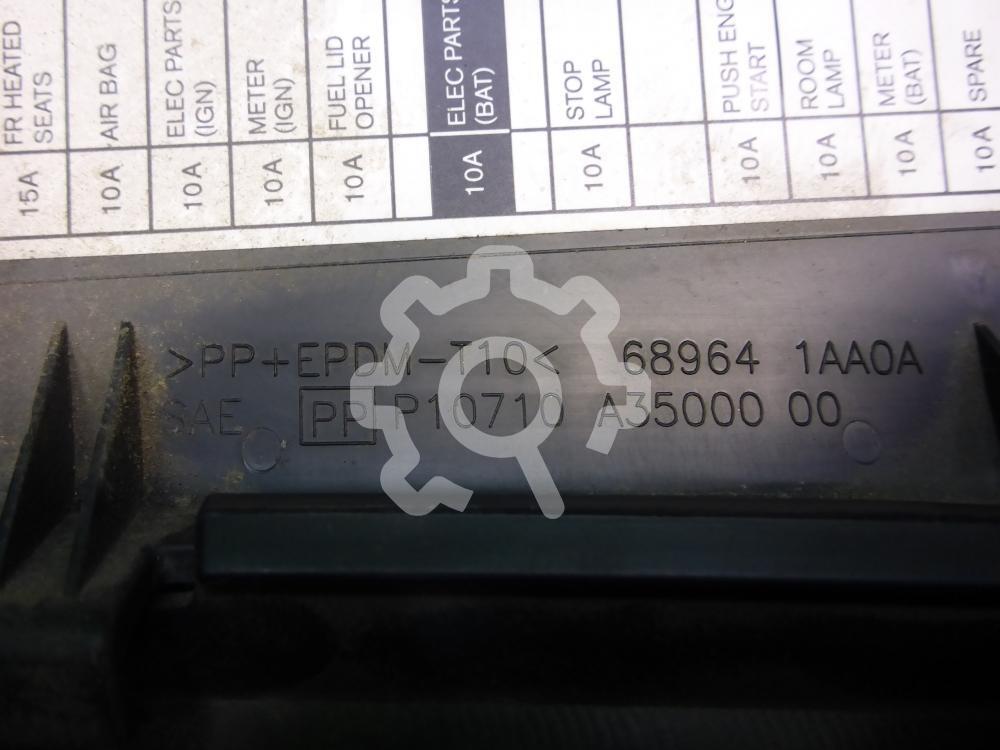 FR HEATED
SEATS
15A
AIR BAG
10A
ELEC PARTS
(IGN)
10A
METER
(IGN)
10A
FUEL LID
OPENER
10A
ELEC PARTS
(BAT)
10A
STOP
LAMP
10A
PUSH ENG
START
10A
ROOM
LAMP
10A
METER
(BAT)
10A
SPARE
10A
>PP+EPDM-T10< 68964 1AA0A
SAE PP P10710 A35000 00